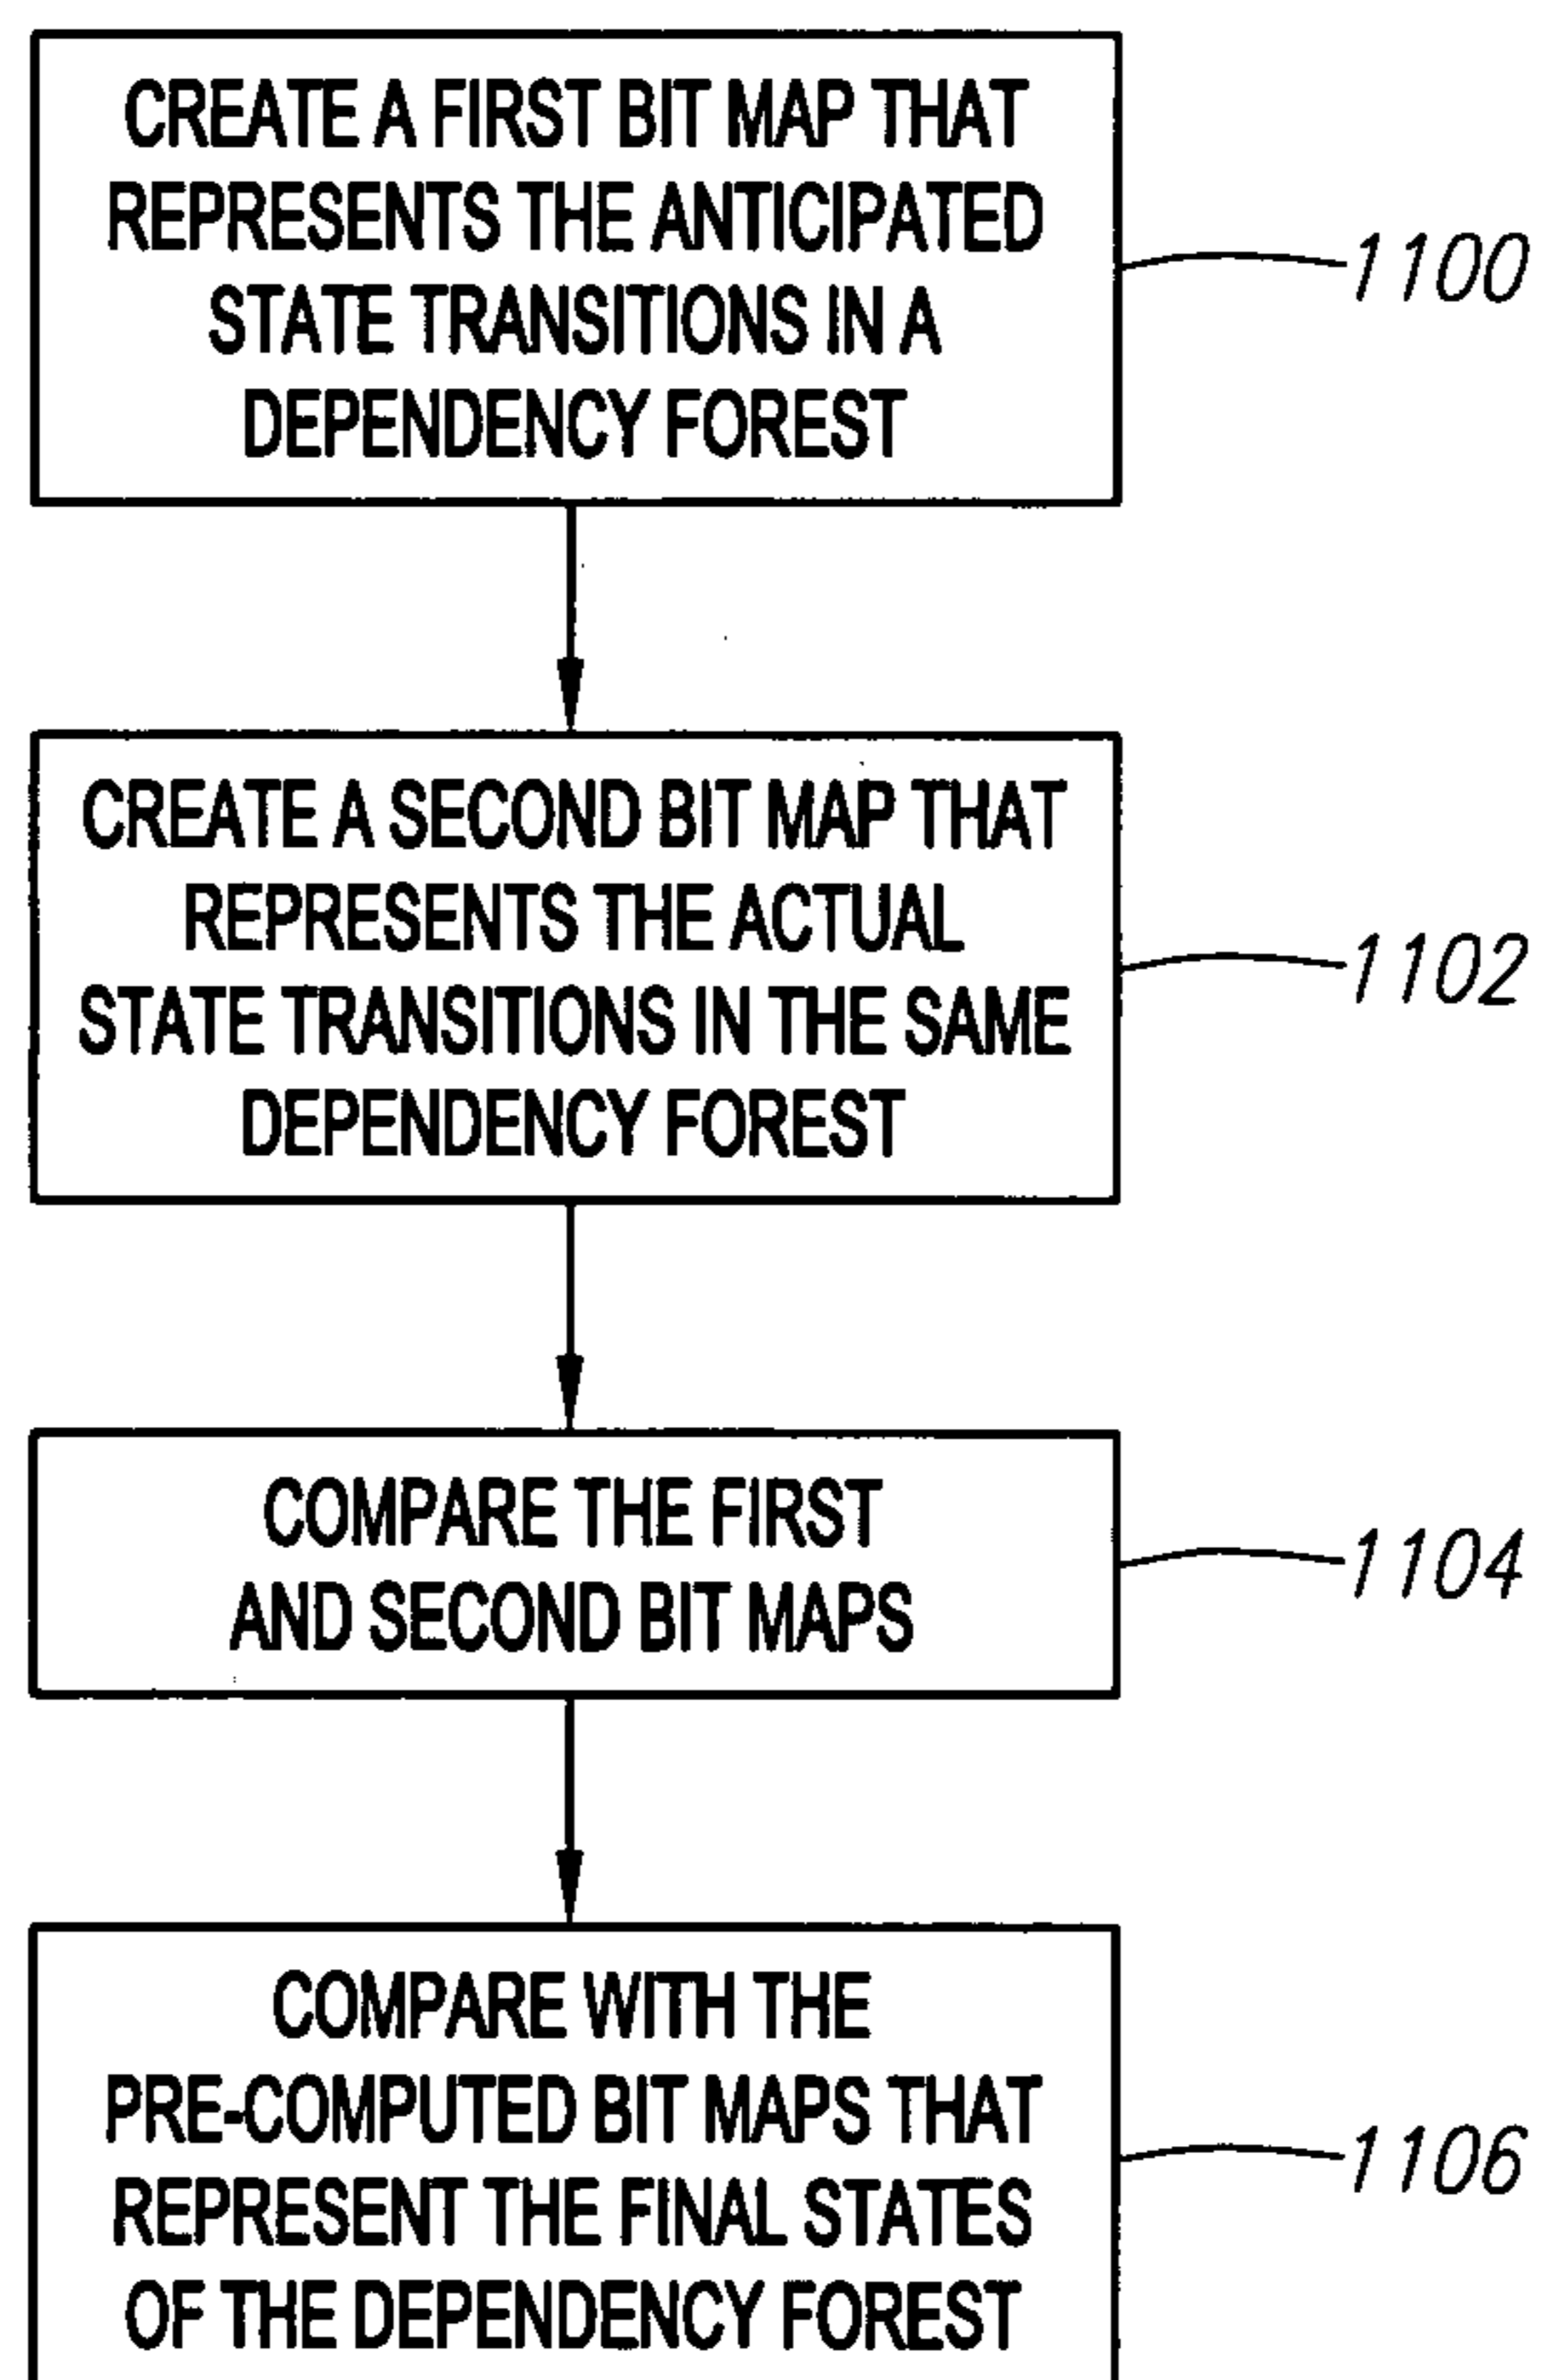 CREATE A FIRST BIT MAP THAT
REPRESENTS THE ANTICIPATED
STATE TRANSITIONS IN A
DEPENDENCY FOREST
1100
CREATE A SECOND BIT MAP THAT
REPRESENTS THE ACTUAL
STATE TRANSITIONS IN THE SAME
DEPENDENCY FOREST
1102
COMPARE THE FIRST
AND SECOND BIT MAPS
1104
COMPARE WITH THE
PRE-COMPUTED BIT MAPS THAT
REPRESENT THE FINAL STATES
OF THE DEPENDENCY FOREST
1106